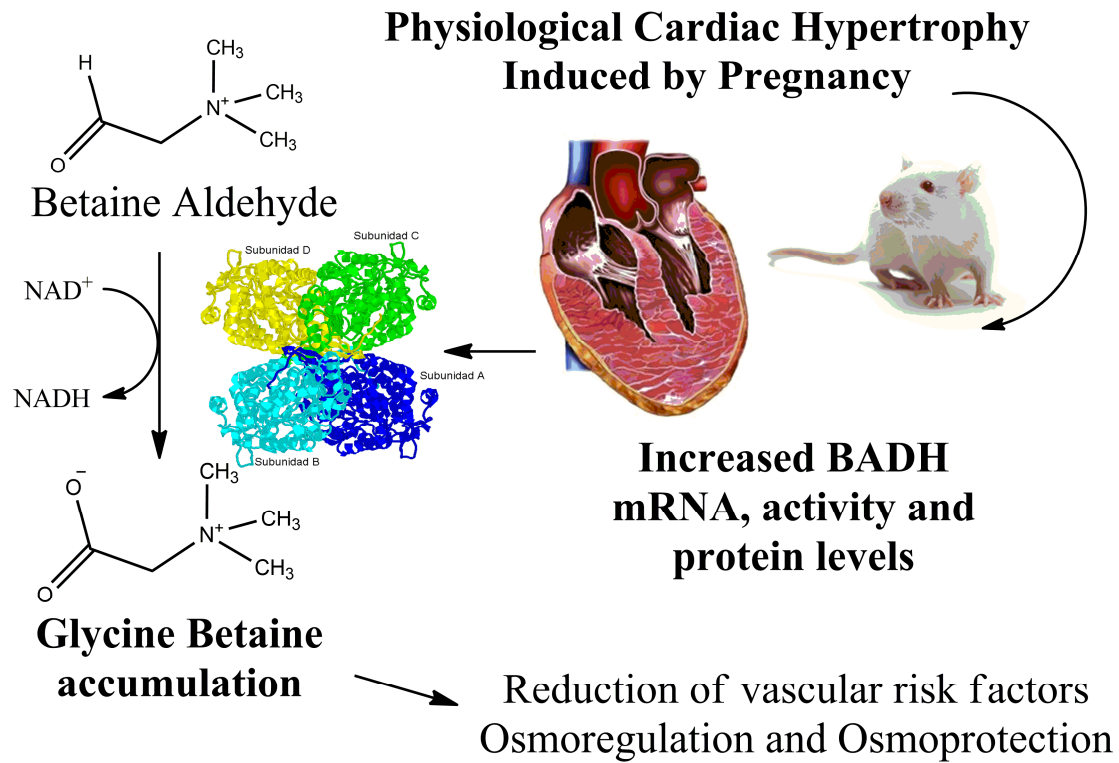 Physiological Cardiac Hypertrophy
Induced by Pregnancy
H
O
N+
CH3
CH3
CH3
Betaine Aldehyde
NAD+
NADH
Subunidad D
Subunidad C
Subunidad A
Subunidad B
Increased BADH
mRNA, activity and
protein levels
O−
O
N+
CH3
CH3
CH3
Glycine Betaine
accumulation
Reduction of vascular risk factors
Osmoregulation and Osmoprotection